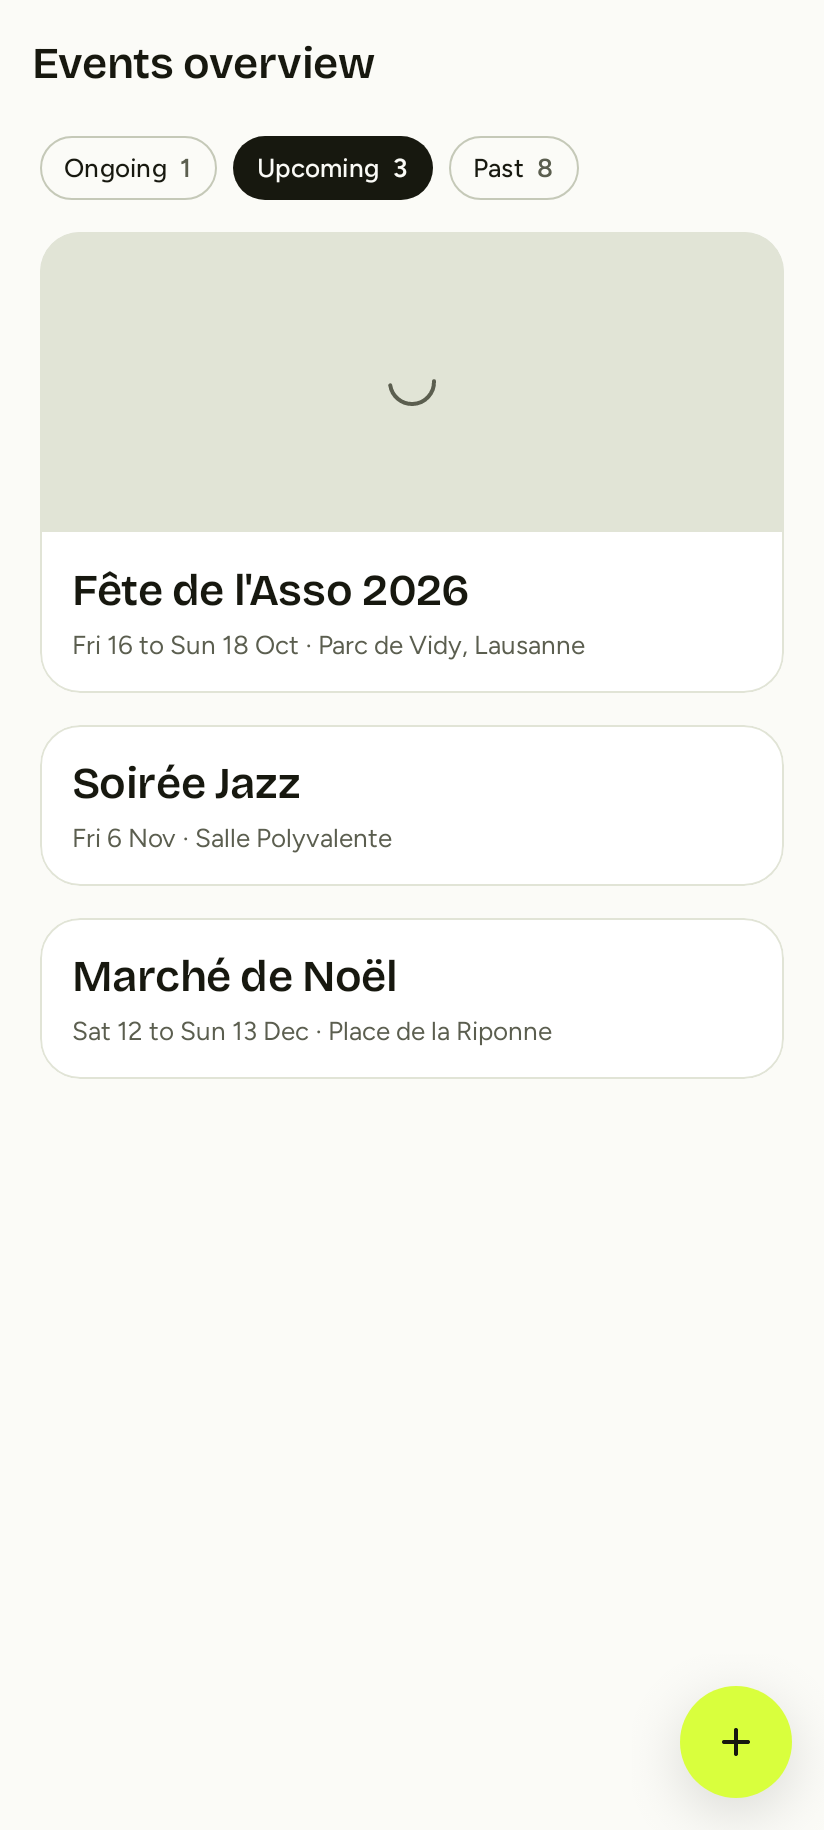 Events overview
Ongoing 1
Upcoming 3
Past 8
Fête de l'Asso 2026
Fri 16 to Sun 18 Oct · Parc de Vidy, Lausanne
Soirée Jazz
Fri 6 Nov · Salle Polyvalente
Marché de Noël
Sat 12 to Sun 13 Dec · Place de la Riponne